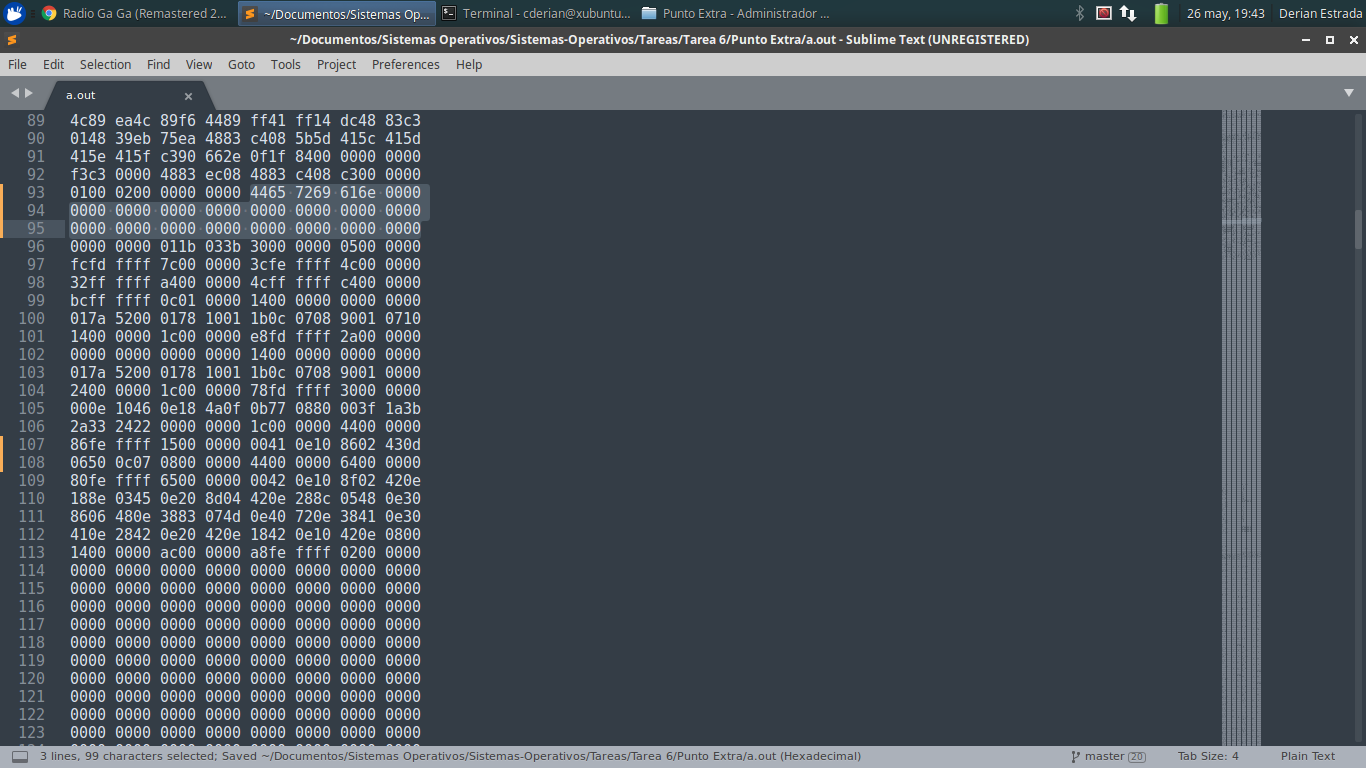 Radio Ga Ga (Remastered 2... ~/Documentos/Sistemas Op... Terminal - cderian@xubuntu... Punto Extra - Administrador ... 26 may, 19:43 Derian Estrada
~/Documentos/Sistemas Operativos/Sistemas-Operativos/Tareas/Tarea 6/Punto Extra/a.out - Sublime Text (UNREGISTERED)
File Edit Selection Find View Goto Tools Project Preferences Help
a.out
89 4c89 ea4c 89f6 4489 ff41 ff14 dc48 83c3
90 0148 39eb 75ea 4883 c408 5b5d 415c 415d
91 415e 415f c390 662e 0f1f 8400 0000 0000
92 f3c3 0000 4883 ec08 4883 c408 c300 0000
93 0100 0200 0000 0000 4465 7269 616e 0000
94 0000 0000 0000 0000 0000 0000 0000 0000
95 0000 0000 0000 0000 0000 0000 0000 0000
96 0000 0000 011b 033b 3000 0000 0500 0000
97 fcfd ffff 7c00 0000 3cfe ffff 4c00 0000
98 32ff ffff a400 0000 4cff ffff c400 0000
99 bcff ffff 0c01 0000 1400 0000 0000 0000
100 017a 5200 0178 1001 1b0c 0708 9001 0710
101 1400 0000 1c00 0000 e8fd ffff 2a00 0000
102 0000 0000 0000 0000 1400 0000 0000 0000
103 017a 5200 0178 1001 1b0c 0708 9001 0000
104 2400 0000 1c00 0000 78fd ffff 3000 0000
105 000e 1046 0e18 4a0f 0b77 0880 003f 1a3b
106 2a33 2422 0000 0000 1c00 0000 4400 0000
107 86fe ffff 1500 0000 0041 0e10 8602 430d
108 0650 0c07 0800 0000 4400 0000 6400 0000
109 80fe ffff 6500 0000 0042 0e10 8f02 420e
110 188e 0345 0e20 8d04 420e 288c 0548 0e30
111 8606 480e 3883 074d 0e40 720e 3841 0e30
112 410e 2842 0e20 420e 1842 0e10 420e 0800
113 1400 0000 ac00 0000 a8fe ffff 0200 0000
114 0000 0000 0000 0000 0000 0000 0000 0000
115 0000 0000 0000 0000 0000 0000 0000 0000
116 0000 0000 0000 0000 0000 0000 0000 0000
117 0000 0000 0000 0000 0000 0000 0000 0000
118 0000 0000 0000 0000 0000 0000 0000 0000
119 0000 0000 0000 0000 0000 0000 0000 0000
120 0000 0000 0000 0000 0000 0000 0000 0000
121 0000 0000 0000 0000 0000 0000 0000 0000
122 0000 0000 0000 0000 0000 0000 0000 0000
123 0000 0000 0000 0000 0000 0000 0000 0000
3 lines, 99 characters selected; Saved ~/Documentos/Sistemas Operativos/Sistemas-Operativos/Tareas/Tarea 6/Punto Extra/a.out (Hexadecimal) master 20 Tab Size: 4 Plain Text